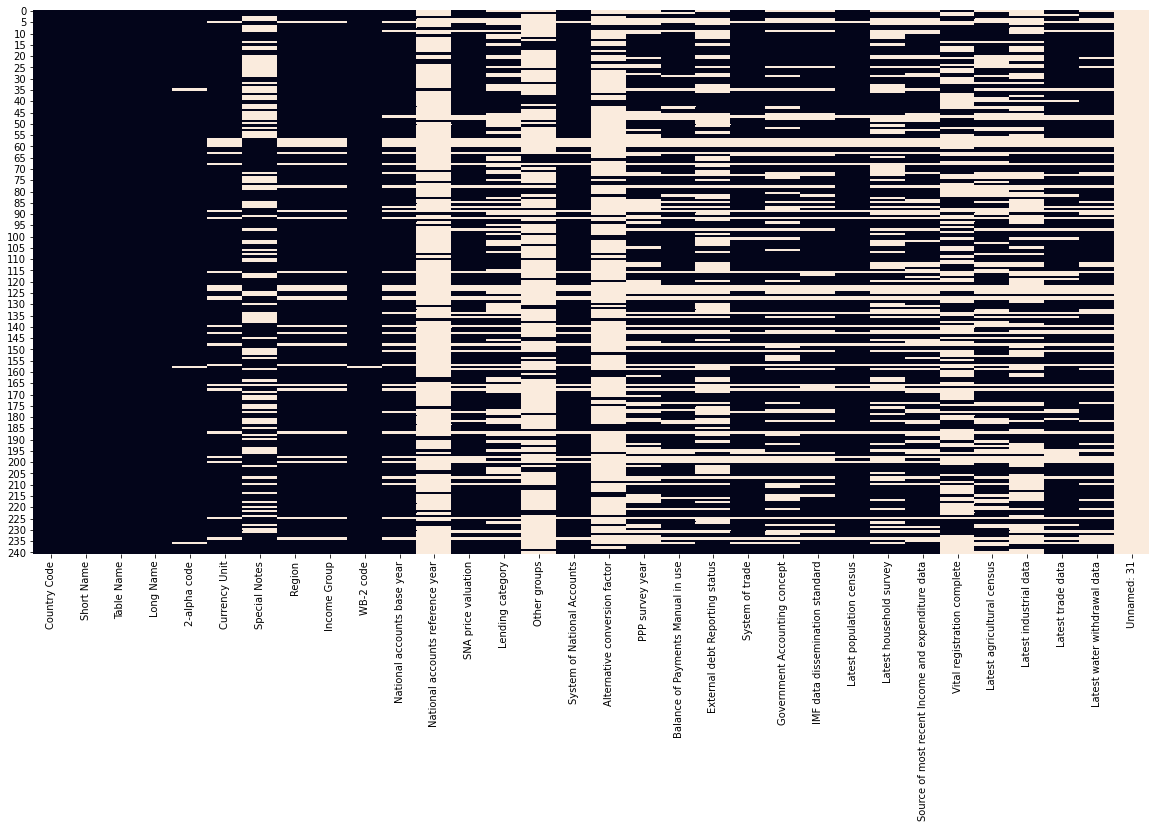 0
5
10
15
20
25
30
35
40
45
50
55
60
65
70
75
80
85
90
95
100
105
110
115
120
125
130
135
140
145
150
155
160
165
170
175
180
185
190
195
200
205
210
215
220
225
230
235
240
Country Code
Short Name
Table Name
Long Name
2-alpha code
Currency Unit
Special Notes
Region
Income Group
WB-2 code
National accounts base year
National accounts reference year
SNA price valuation
Lending category
Other groups
System of National Accounts
Alternative conversion factor
PPP survey year
Balance of Payments Manual in use
External debt Reporting status
System of trade
Government Accounting concept
IMF data dissemination standard
Latest population census
Latest household survey
Source of most recent Income and expenditure data
Vital registration complete
Latest agricultural census
Latest industrial data
Latest trade data
Latest water withdrawal data
Unnamed: 31